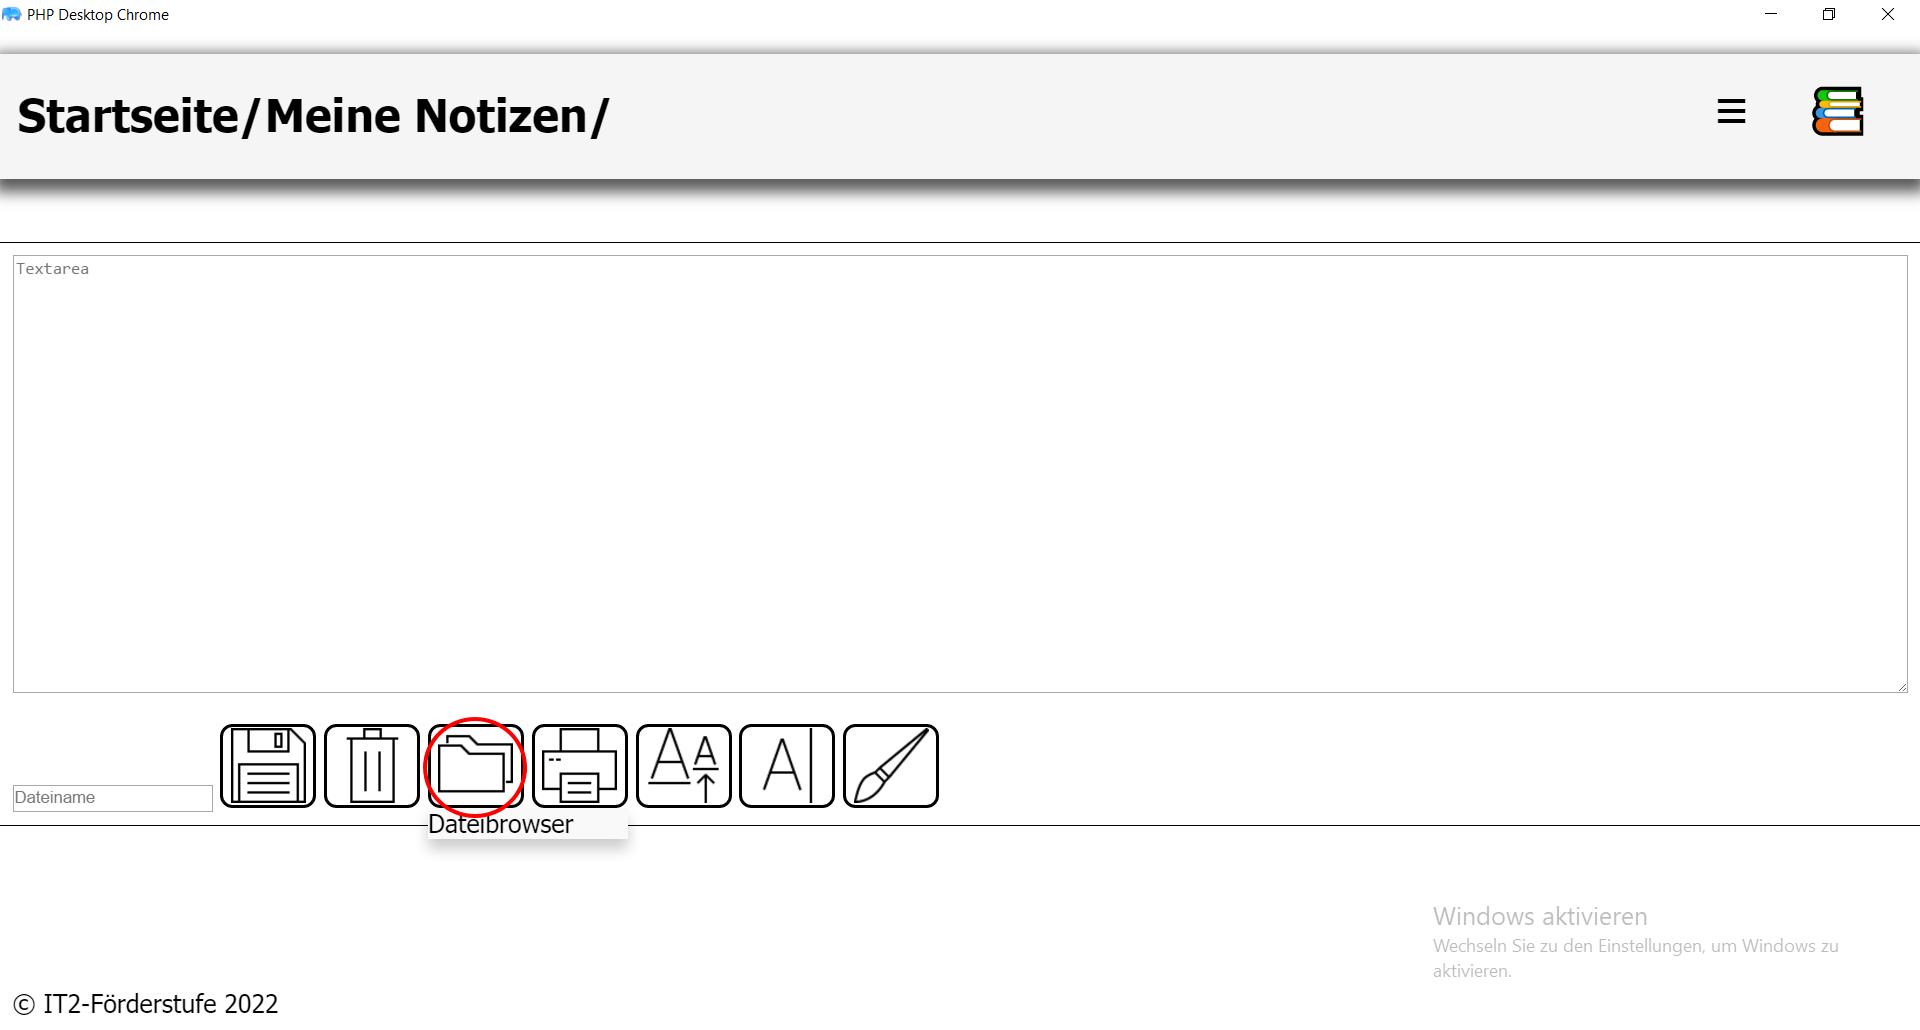 PHP Desktop Chrome
Startseite/Meine Notizen/
Textarea
Dateiname
Dateibrowser
Windows aktivieren
Wechseln Sie zu den Einstellungen, um Windows zu
aktivieren.
© IT2-Förderstufe 2022